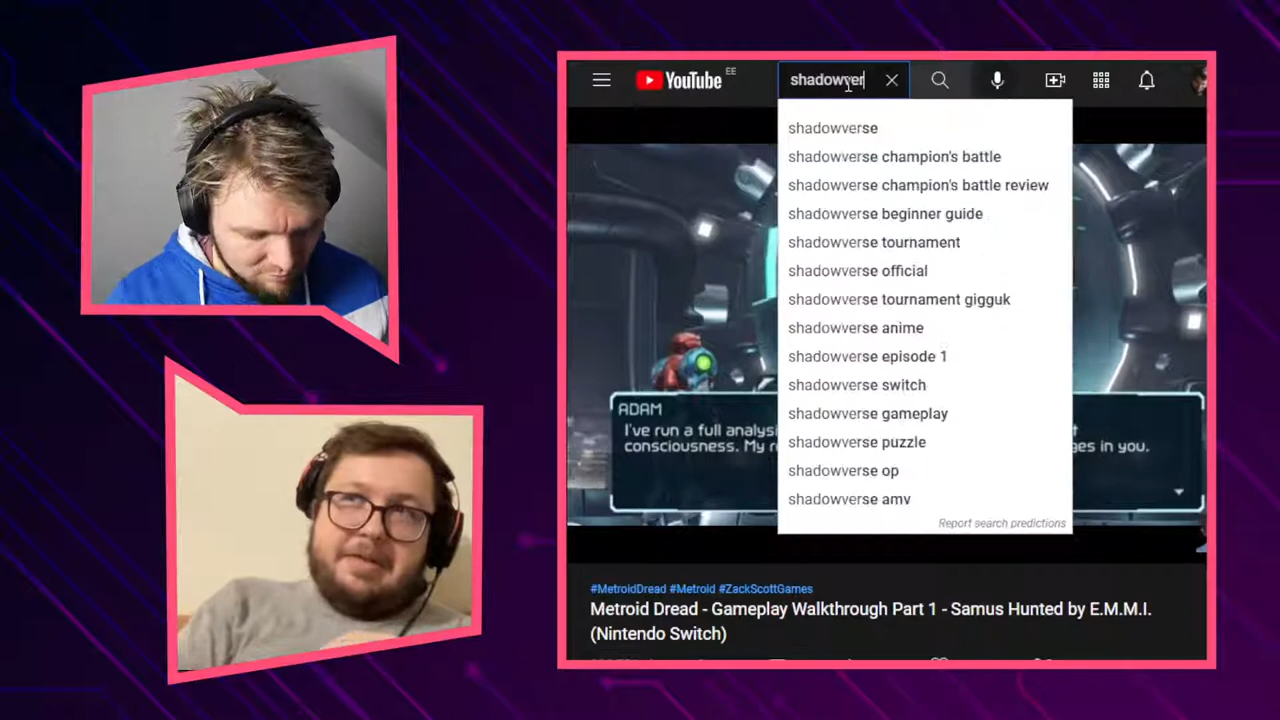 YouTube EE
shadowver
shadowverse
shadowverse champion's battle
shadowverse champion's battle review
shadowverse beginner guide
shadowverse tournament
shadowverse official
shadowverse tournament gigguk
shadowverse anime
shadowverse episode 1
shadowverse switch
shadowverse gameplay
shadowverse puzzle
shadowverse op
shadowverse amv
Report search predictions
ADAM
I've run a full
consciousness. My
in you.
#MetroidDread #Metroid #ZackScottGames
Metroid Dread - Gameplay Walkthrough Part 1 - Samus Hunted by E.M.M.I.
(Nintendo Switch)